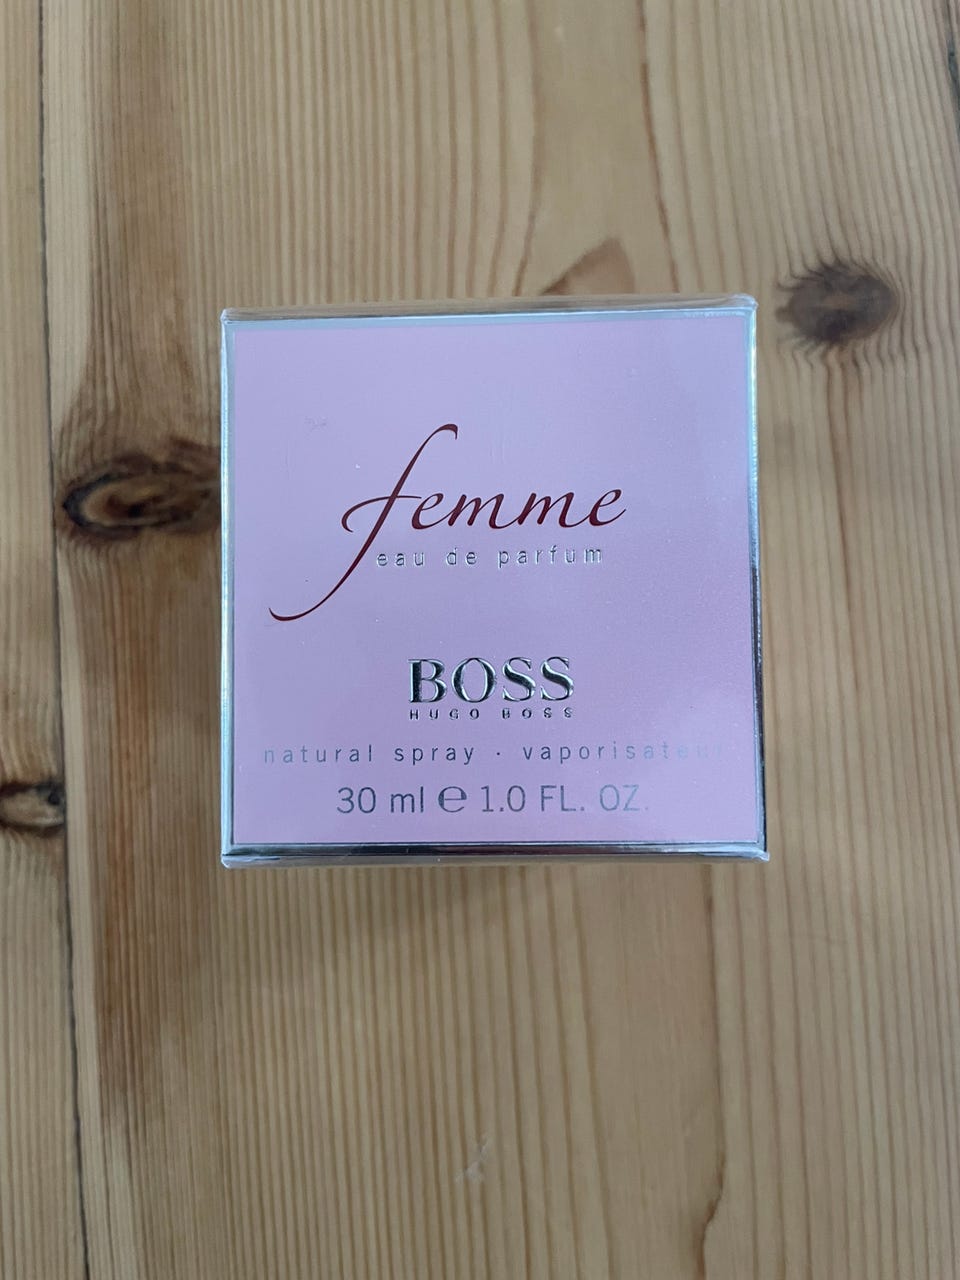 femme
eau de parfum
BOSS
HUGO BOSS
natural spray · vaporisateur
30 ml ℮ 1.0 FL. OZ.